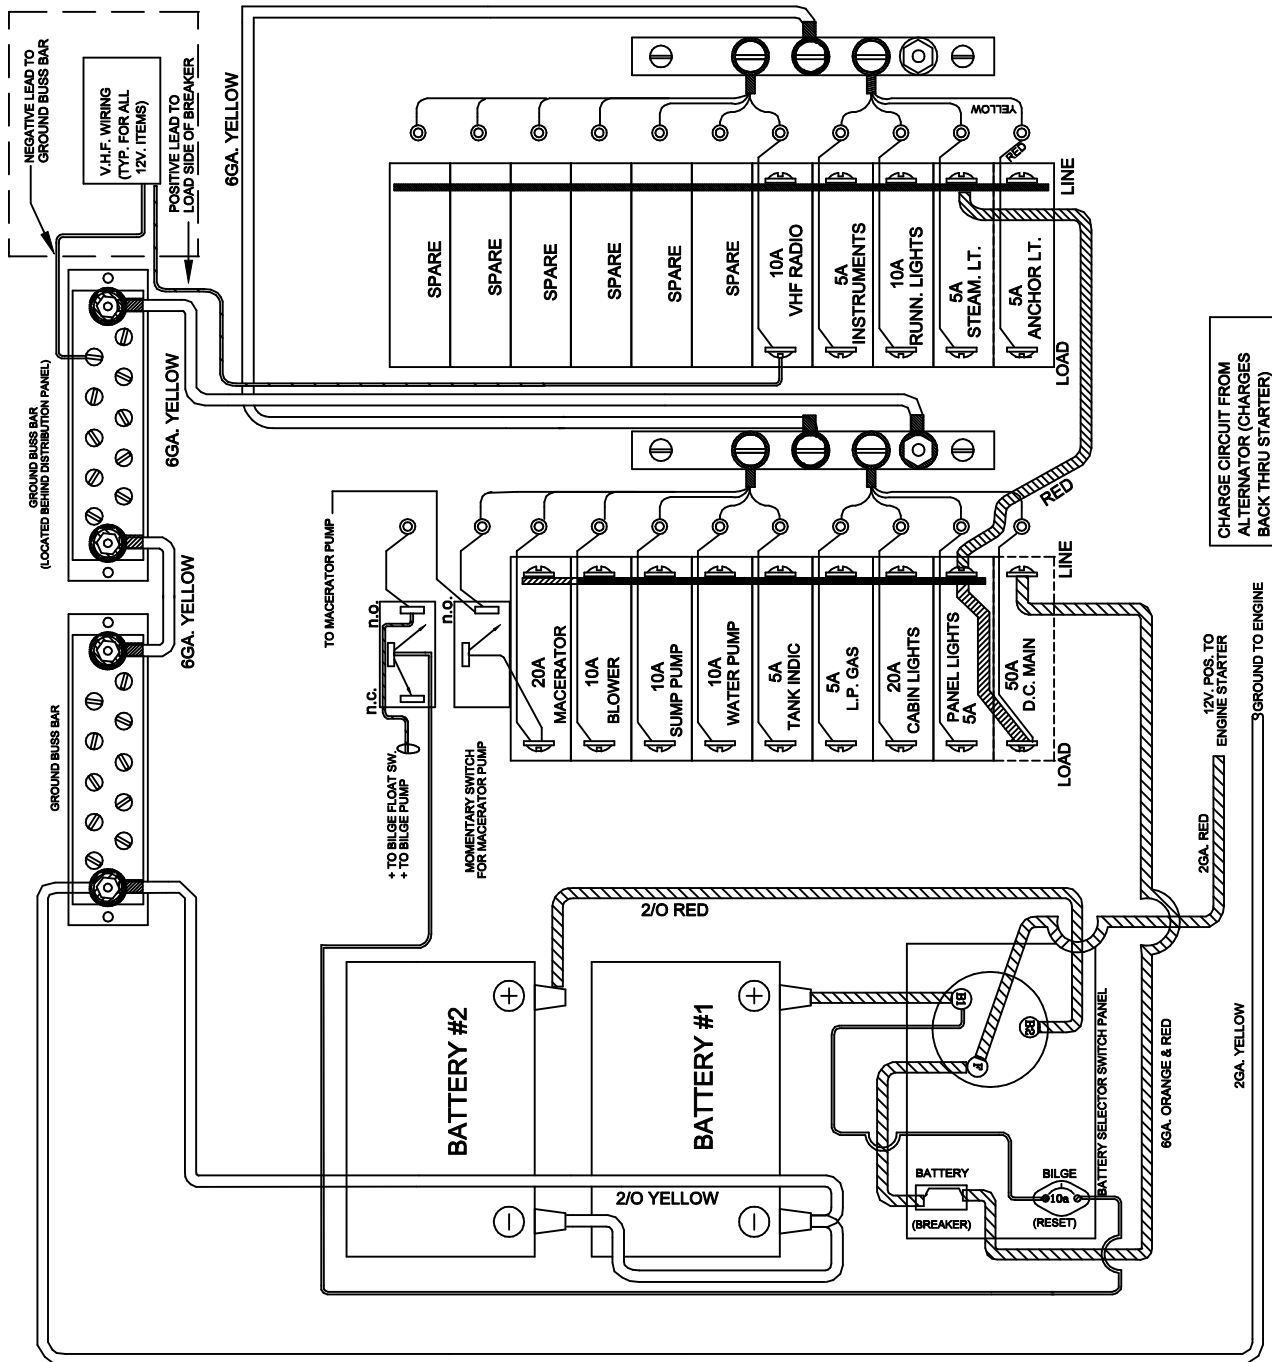 NEGATIVE LEAD TO
GROUND BUSS BAR
V.H.F. WIRING
(TYP. FOR ALL
12V. ITEMS)
POSITIVE LEAD TO
LOAD SIDE OF BREAKER
6GA. YELLOW
YELLOW
RED
LINE
SPARE
SPARE
SPARE
SPARE
SPARE
SPARE
10A
VHF RADIO
5A
INSTRUMENTS
10A
RUNN. LIGHTS
5A
STEAM. LT.
5A
ANCHOR LT.
LOAD
GROUND BUSS BAR
(LOCATED BEHIND DISTRIBUTION PANEL)
6GA. YELLOW
6GA. YELLOW
GROUND BUSS BAR
CHARGE CIRCUIT FROM
ALTERNATOR (CHARGES
BACK THRU STARTER)
RED
TO MACERATOR PUMP
n.o.
n.c.
n.o.
+ TO BILGE FLOAT SW.
+ TO BILGE PUMP
MOMENTARY SWITCH
FOR MACERATOR PUMP
LINE
20A
MACERATOR
10A
BLOWER
10A
SUMP PUMP
10A
WATER PUMP
5A
TANK INDIC
5A
L.P. GAS
20A
CABIN LIGHTS
PANEL LIGHTS
5A
50A
D.C. MAIN
LOAD
12V. POS. TO
ENGINE STARTER
GROUND TO ENGINE
2GA. RED
2GA. YELLOW
2/O RED
BATTERY #2
+
−
BATTERY #1
+
−
2/O YELLOW
B1
B2
F
BATTERY
(BREAKER)
BILGE
10a
(RESET)
BATTERY SELECTOR SWITCH PANEL
6GA. ORANGE & RED